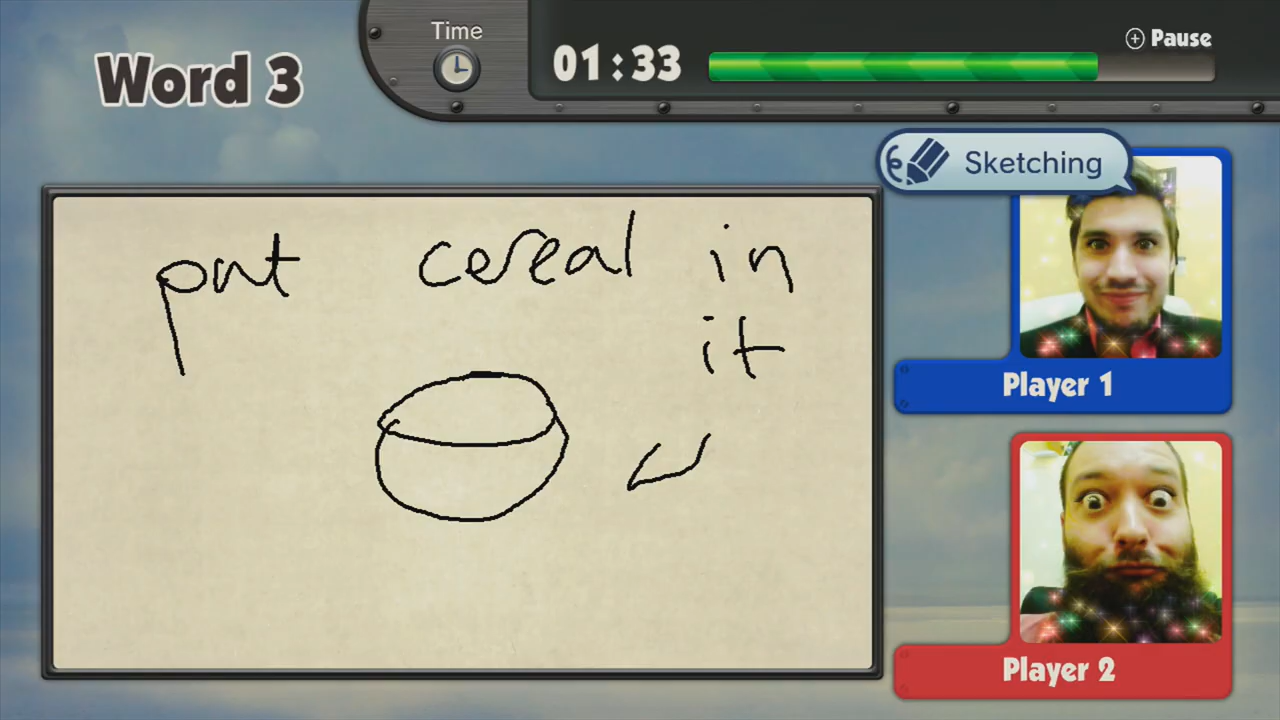 Word 3
Time
01:33
Pause
Sketching
put cereal in
it
Player 1
Player 2